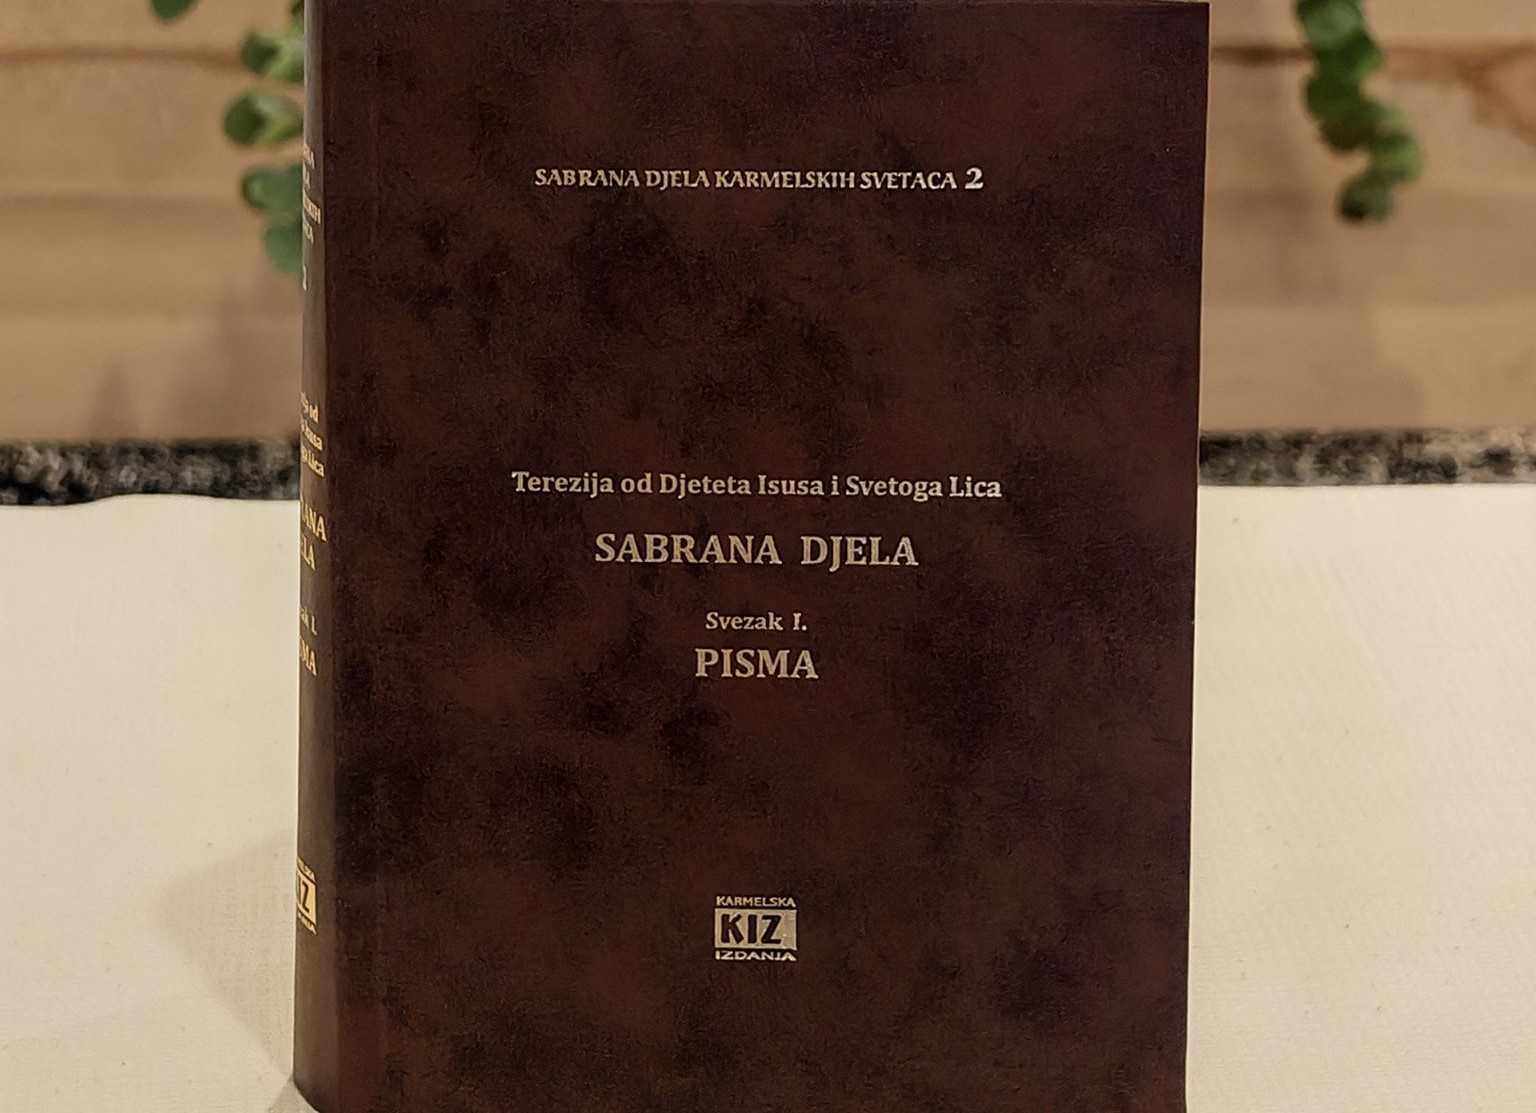 SABRANA DJELA KARMELSKIH SVETACA 2
Terezija od Djeteta Isusa i Svetoga Lica
SABRANA DJELA
Svezak I.
PISMA
KARMELSKA
KIZ
IZDANJA